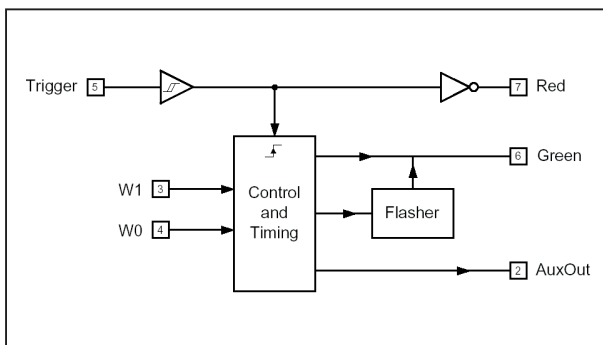 Trigger 5 7 Red
6 Green
W1 3 Control and Timing Flasher
W0 4
2 AuxOut